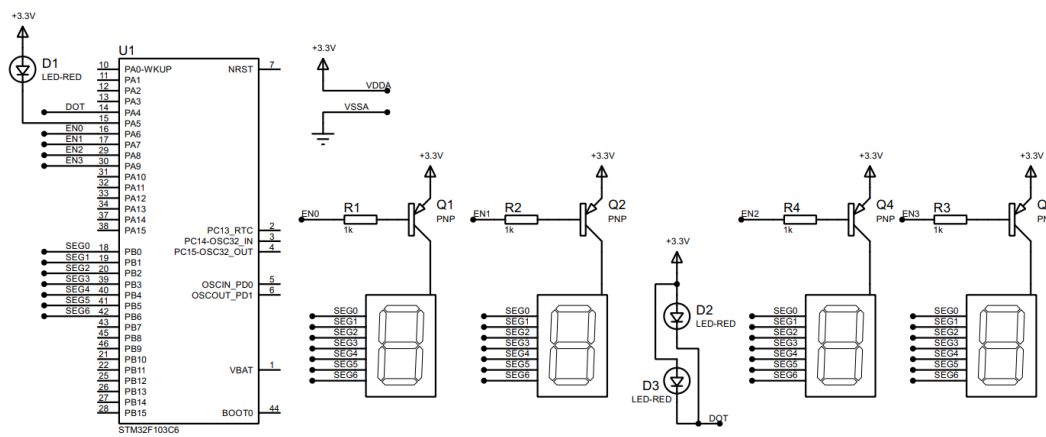 +3.3V
D1
LED-RED
U1
10 PA0-WKUP
11 PA1
12 PA2
13 PA3
DOT 14 PA4
15 PA5
EN0 16 PA6
EN1 17 PA7
EN2 29 PA8
EN3 30 PA9
31 PA10
32 PA11
33 PA12
34 PA13
37 PA14
38 PA15
SEG0 18 PB0
SEG1 19 PB1
SEG2 20 PB2
SEG3 39 PB3
SEG4 40 PB4
SEG5 41 PB5
SEG6 42 PB6
43 PB7
45 PB8
46 PB9
21 PB10
22 PB11
25 PB12
26 PB13
27 PB14
28 PB15
NRST 7
PC13_RTC 2
PC14-OSC32_IN 3
PC15-OSC32_OUT 4
OSCIN_PD0 5
OSCOUT_PD1 6
VBAT 1
BOOT0 44
STM32F103C6
+3.3V
VDDA
VSSA
+3.3V
EN0
R1
1k
Q1
PNP
SEG0
SEG1
SEG2
SEG3
SEG4
SEG5
SEG6
+3.3V
EN1
R2
1k
Q2
PNP
SEG0
SEG1
SEG2
SEG3
SEG4
SEG5
SEG6
+3.3V
D2
LED-RED
D3
LED-RED
DOT
+3.3V
EN2
R4
1k
Q4
PNP
SEG0
SEG1
SEG2
SEG3
SEG4
SEG5
SEG6
+3.3V
EN3
R3
1k
SEG0
SEG1
SEG2
SEG3
SEG4
SEG5
SEG6